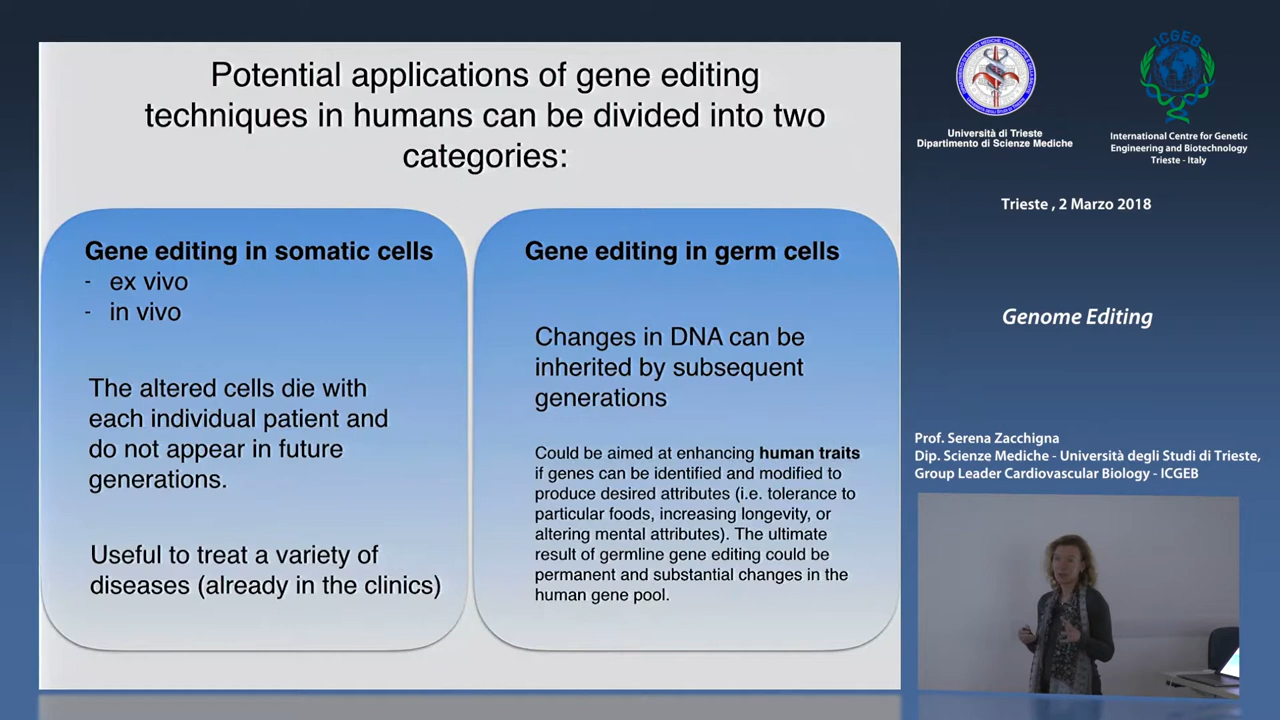 Potential applications of gene editing
techniques in humans can be divided into two
categories:
Gene editing in somatic cells
- ex vivo
- in vivo
The altered cells die with
each individual patient and
do not appear in future
generations.
Useful to treat a variety of
diseases (already in the clinics)
Gene editing in germ cells
Changes in DNA can be
inherited by subsequent
generations
Could be aimed at enhancing human traits
if genes can be identified and modified to
produce desired attributes (i.e. tolerance to
particular foods, increasing longevity, or
altering mental attributes). The ultimate
result of germline gene editing could be
permanent and substantial changes in the
human gene pool.
Università di Trieste
Dipartimento di Scienze Mediche
ICGEB
International Centre for Genetic
Engineering and Biotechnology
Trieste - Italy
Trieste , 2 Marzo 2018
Genome Editing
Prof. Serena Zacchigna
Dip. Scienze Mediche - Università degli Studi di Trieste,
Group Leader Cardiovascular Biology - ICGEB